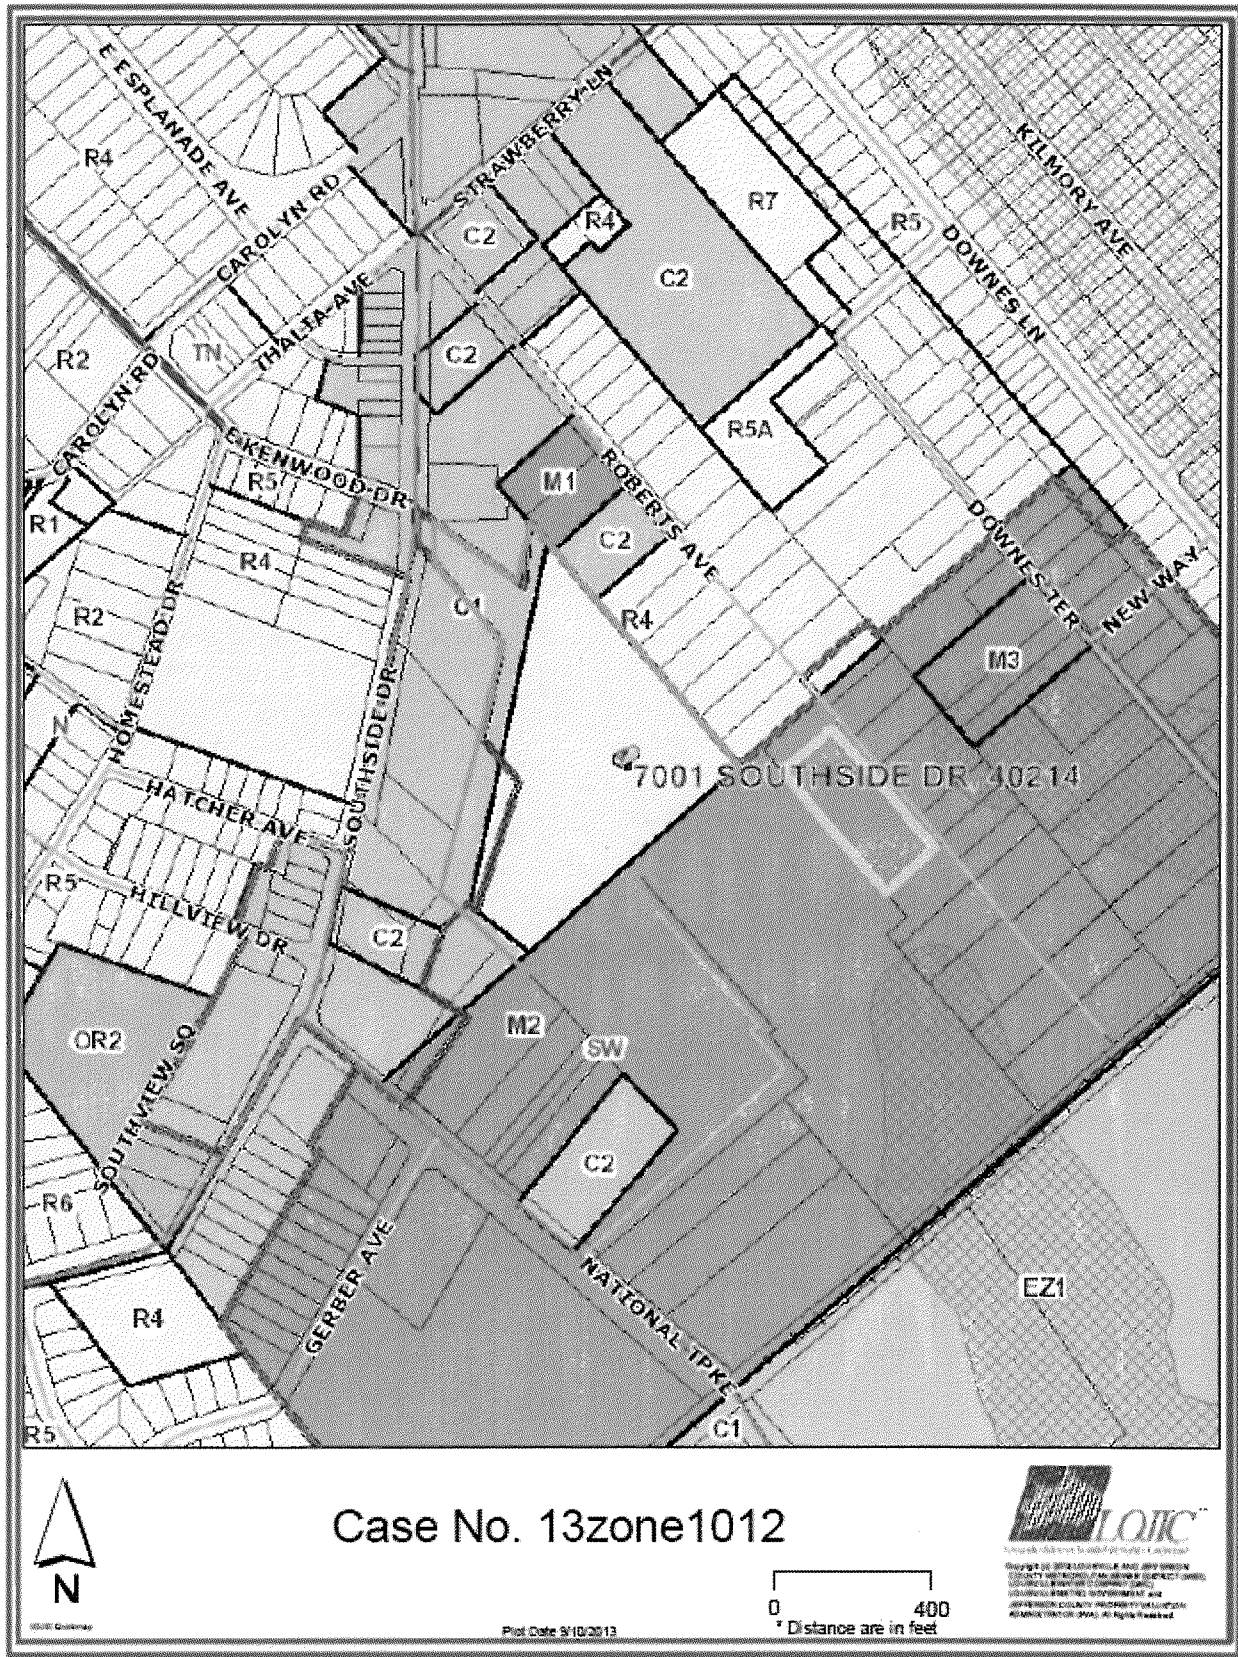 E ESPLANADE AVE
R4
CAROLYN RD
STRAWBERRY LN
KILMORY AVE
R7
R5
R4
C2
C2
DOWNES LN
THALIA AVE
TN
R2
C2
CAROLYN RD
R5A
E KENWOOD DR
R5
M1
ROBERTS AVE
R1
C2
DOWNES TER
R4
NEW WAY
C1
R4
R2
HOMESTEAD DR
M3
SOUTHSIDE DR
N
7001 SOUTHSIDE DR 40214
HATCHER AVE
R5
HILLVIEW DR
C2
OR2
M2
SW
SOUTHVIEW SQ
C2
R6
GERBER AVE
NATIONAL TPKE
EZ1
R4
C1
R5
N
Case No. 13zone1012
LOJIC
0 400
* Distance are in feet
Plot Date 9/10/2013